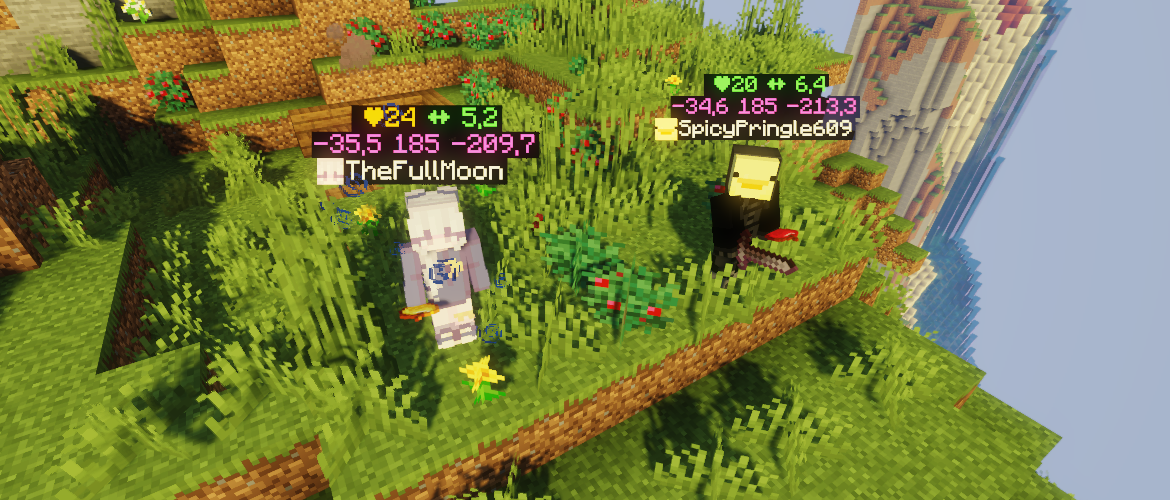 ♥24 ↔ 5,2
-35,5 185 -209,7
TheFullMoon
♥20 ↔ 6,4
-34,6 185 -213,3
SpicyPringle609